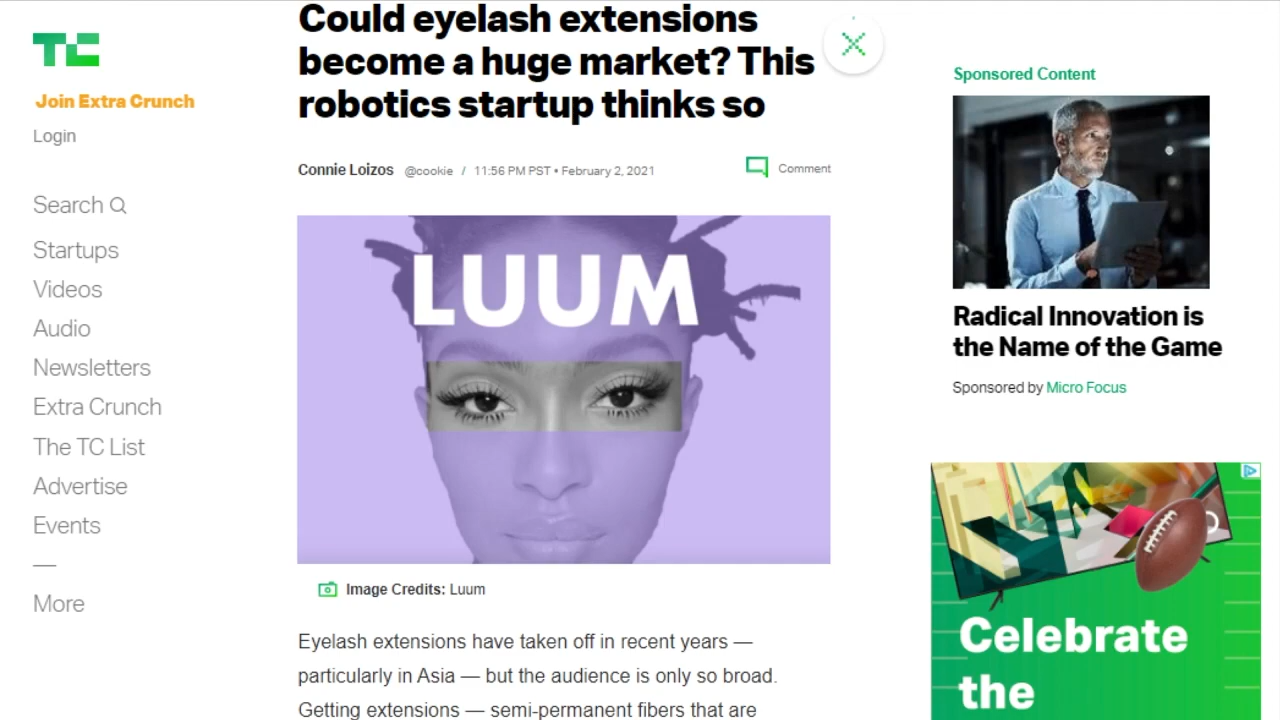 TC
Join Extra Crunch
Login
Search
Startups
Videos
Audio
Newsletters
Extra Crunch
The TC List
Advertise
Events
—
More
Could eyelash extensions
become a huge market? This
robotics startup thinks so
Connie Loizos @cookie / 11:56 PM PST • February 2, 2021
Comment
LUUM
Image Credits: Luum
Eyelash extensions have taken off in recent years —
particularly in Asia — but the audience is only so broad.
Getting extensions — semi-permanent fibers that are
Sponsored Content
Radical Innovation is
the Name of the Game
Sponsored by Micro Focus
Celebrate
the